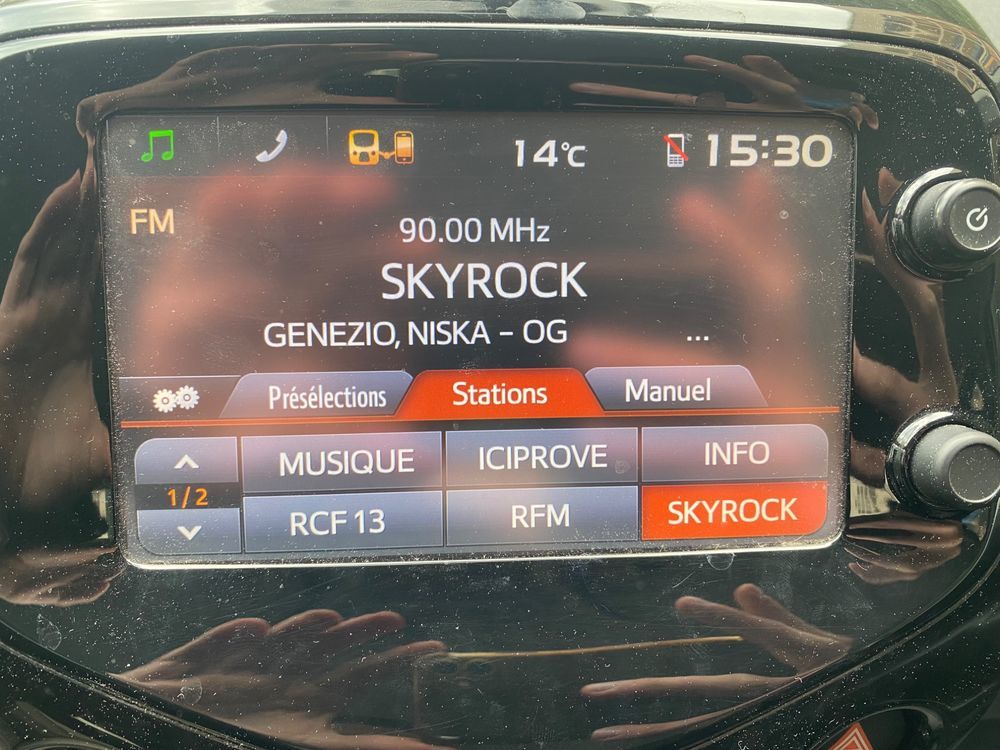 14°C 15:30
FM
90.00 MHz
SKYROCK
GENEZIO, NISKA - OG ...
Présélections Stations Manuel
MUSIQUE ICIPROVE INFO
1/2
RCF 13 RFM SKYROCK